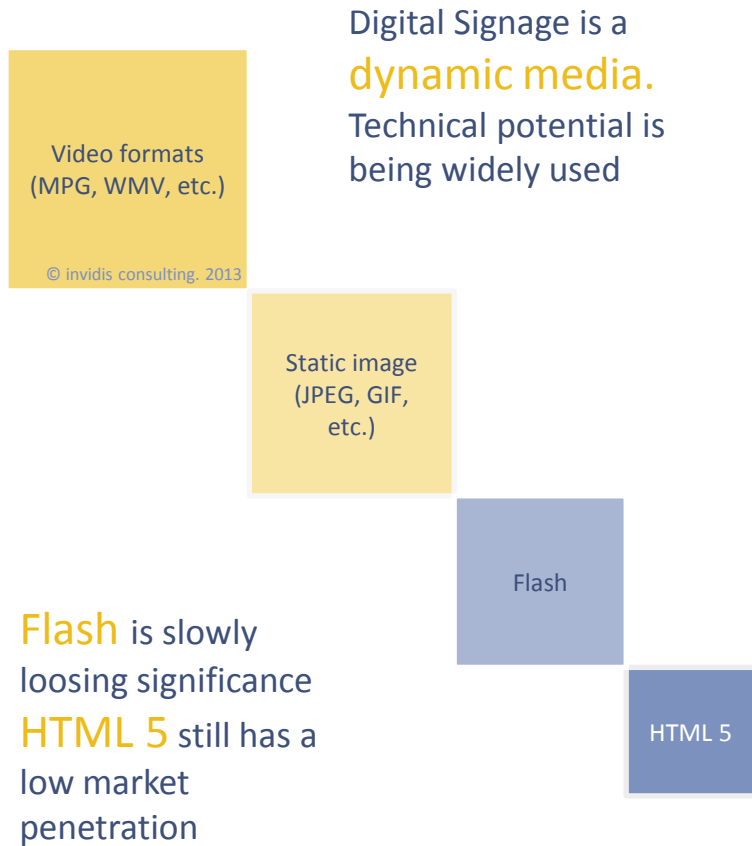 Digital Signage is a
dynamic media.
Technical potential is
being widely used
Video formats
(MPG, WMV, etc.)
© invidis consulting. 2013
Static image
(JPEG, GIF,
etc.)
Flash
Flash is slowly
loosing significance
HTML 5 still has a
low market
penetration
HTML 5